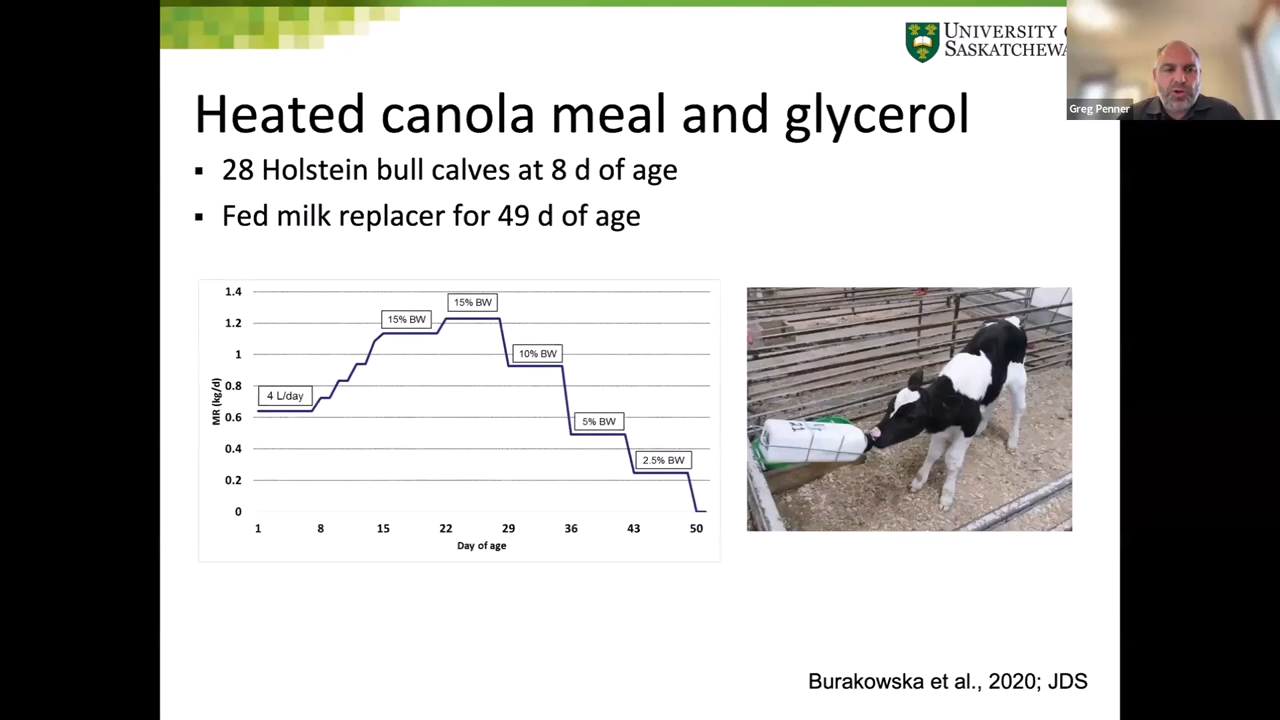 UNIVERSITY
SASKATCHEWA
Greg Penner
Heated canola meal and glycerol
▪ 28 Holstein bull calves at 8 d of age
▪ Fed milk replacer for 49 d of age
1.4
1.2
1
0.8
0.6
0.4
0.2
0
MR (kg/d)
4 L/day
15% BW
15% BW
10% BW
5% BW
2.5% BW
1 8 15 22 29 36 43 50
Day of age
Burakowska et al., 2020; JDS